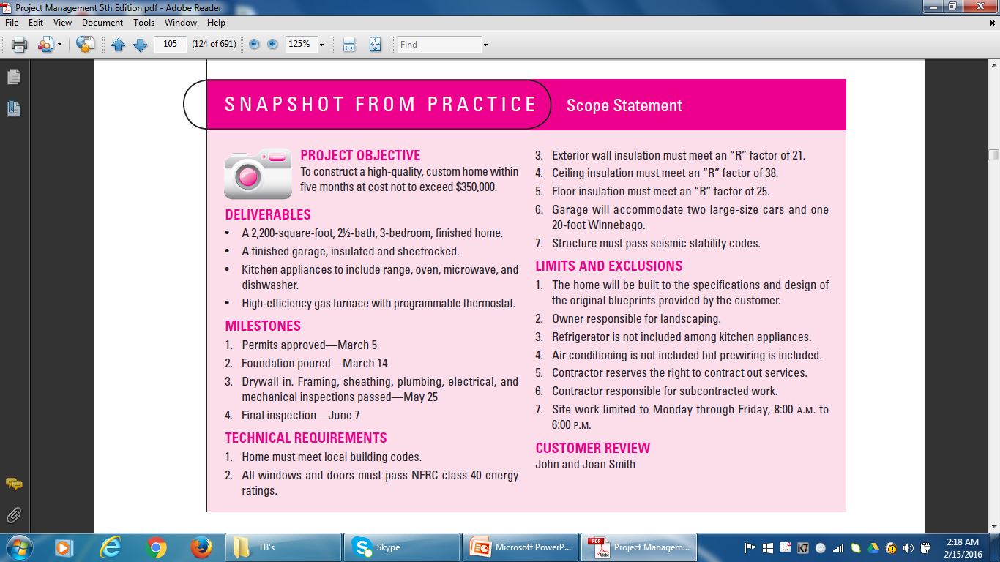 Project Management 5th Edition.pdf - Adobe Reader
File Edit View Document Tools Window Help
105 (124 of 691) 125% Find
SNAPSHOT FROM PRACTICE Scope Statement
PROJECT OBJECTIVE
To construct a high-quality, custom home within
five months at cost not to exceed $350,000.
DELIVERABLES
• A 2,200-square-foot, 2½-bath, 3-bedroom, finished home.
• A finished garage, insulated and sheetrocked.
• Kitchen appliances to include range, oven, microwave, and
dishwasher.
• High-efficiency gas furnace with programmable thermostat.
MILESTONES
1. Permits approved—March 5
2. Foundation poured—March 14
3. Drywall in. Framing, sheathing, plumbing, electrical, and
mechanical inspections passed—May 25
4. Final inspection—June 7
TECHNICAL REQUIREMENTS
1. Home must meet local building codes.
2. All windows and doors must pass NFRC class 40 energy
ratings.
3. Exterior wall insulation must meet an “R” factor of 21.
4. Ceiling insulation must meet an “R” factor of 38.
5. Floor insulation must meet an “R” factor of 25.
6. Garage will accommodate two large-size cars and one
20-foot Winnebago.
7. Structure must pass seismic stability codes.
LIMITS AND EXCLUSIONS
1. The home will be built to the specifications and design of
the original blueprints provided by the customer.
2. Owner responsible for landscaping.
3. Refrigerator is not included among kitchen appliances.
4. Air conditioning is not included but prewiring is included.
5. Contractor reserves the right to contract out services.
6. Contractor responsible for subcontracted work.
7. Site work limited to Monday through Friday, 8:00 A.M. to
6:00 P.M.
CUSTOMER REVIEW
John and Joan Smith
TB's Skype Microsoft PowerP... PDF Project Managem...
2:18 AM
2/15/2016